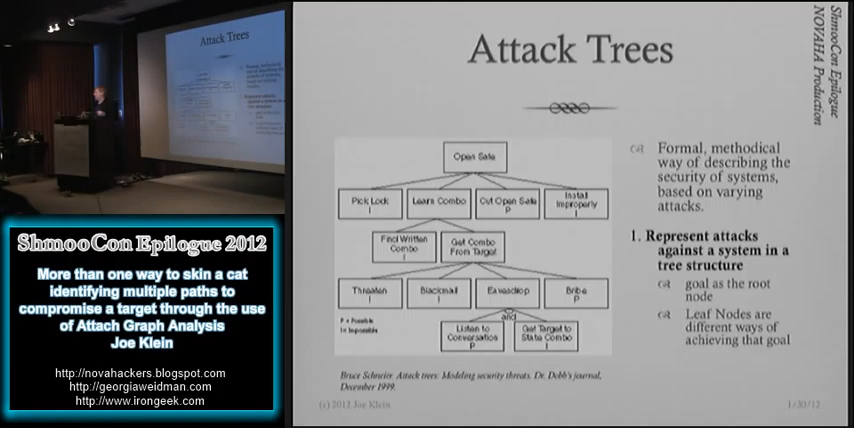 Attack Trees
ShmooCon Epilogue
NOVAHA Production
Attack Trees
Open Safe
Pick Lock
I
Learn Combo
Cut Open Safe
P
Install
Improperly
I
Find Written
Combo
I
Get Combo
From Target
Threaten
I
Blackmail
I
Eavesdrop
Bribe
P
and
P = Possible
I = Impossible
Listen to
Conversation
P
Get Target to
State Combo
I
Formal, methodical
way of describing the
security of systems,
based on varying
attacks.
1. Represent attacks
against a system in a
tree structure
goal as the root
node
Leaf Nodes are
different ways of
achieving that goal
Bruce Schneier. Attack trees: Modeling security threats. Dr. Dobb's journal,
December 1999.
(c) 2012 Joe Klein
1/30/12
ShmooCon Epilogue 2012
More than one way to skin a cat
identifying multiple paths to
compromise a target through the use
of Attach Graph Analysis
Joe Klein
http://novahackers.blogspot.com
http://georgiaweidman.com
http://www.irongeek.com